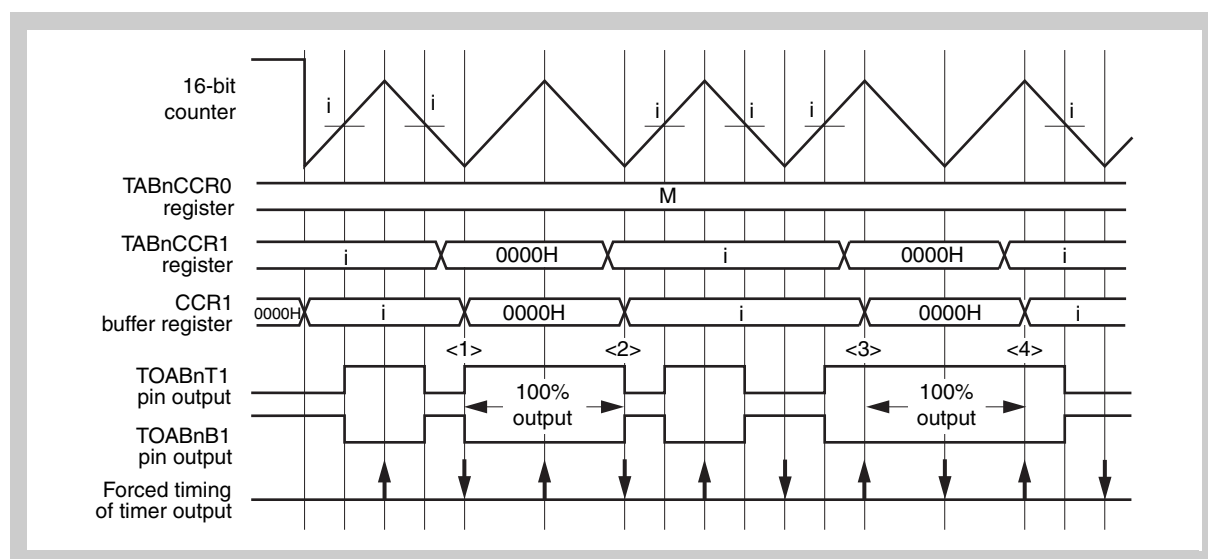 16-bit
counter
i
i
i
i
i
i
TABnCCR0
register
M
TABnCCR1
register
i
0000H
i
0000H
i
CCR1
buffer register
0000H
i
0000H
i
0000H
i
<1>
<2>
<3>
<4>
TOABnT1
pin output
100%
output
100%
output
TOABnB1
pin output
Forced timing
of timer output